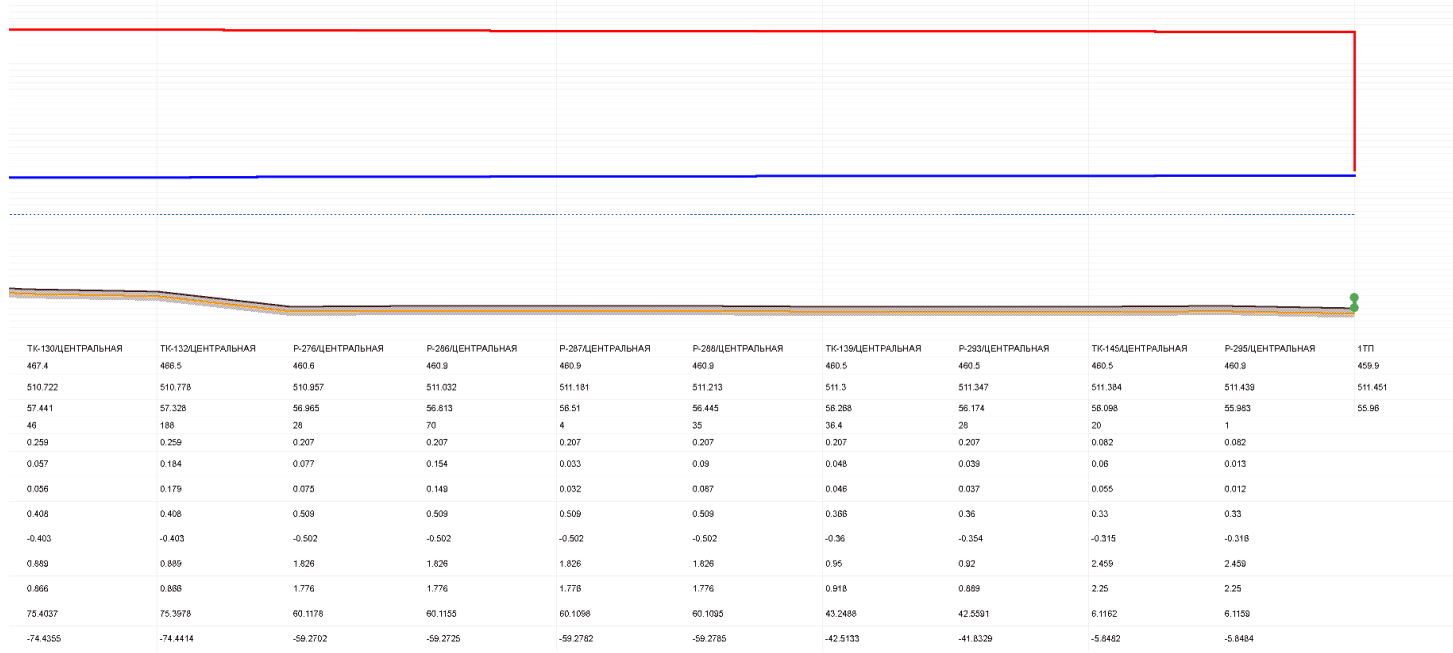 ТК-130/ЦЕНТРАЛЬНАЯ ТК-132/ЦЕНТРАЛЬНАЯ Р-276/ЦЕНТРАЛЬНАЯ Р-286/ЦЕНТРАЛЬНАЯ Р-287/ЦЕНТРАЛЬНАЯ Р-288/ЦЕНТРАЛЬНАЯ ТК-139/ЦЕНТРАЛЬНАЯ Р-293/ЦЕНТРАЛЬНАЯ ТК-145/ЦЕНТРАЛЬНАЯ Р-295/ЦЕНТРАЛЬНАЯ 1ТП
467.4 466.5 460.6 460.9 460.9 460.9 460.5 460.5 460.5 460.9 459.9
510.722 510.778 510.957 511.032 511.181 511.213 511.3 511.347 511.384 511.439 511.451
57.441 57.328 56.965 56.813 56.51 56.445 56.268 56.174 56.098 55.983 55.96
46 188 28 70 4 35 36.4 28 20 1
0.259 0.259 0.207 0.207 0.207 0.207 0.207 0.207 0.082 0.082
0.057 0.184 0.077 0.154 0.033 0.09 0.048 0.039 0.06 0.013
0.056 0.179 0.075 0.149 0.032 0.087 0.046 0.037 0.055 0.012
0.408 0.408 0.509 0.509 0.509 0.509 0.366 0.36 0.33 0.33
-0.403 -0.403 -0.502 -0.502 -0.502 -0.502 -0.36 -0.354 -0.315 -0.316
0.889 0.889 1.826 1.826 1.826 1.826 0.95 0.92 2.459 2.459
0.866 0.866 1.776 1.776 1.776 1.776 0.918 0.889 2.25 2.25
75.4037 75.3978 60.1178 60.1155 60.1098 60.1095 43.2488 42.5591 6.1162 6.1159
-74.4355 -74.4414 -59.2702 -59.2725 -59.2782 -59.2785 -42.5133 -41.8329 -5.8482 -5.8484